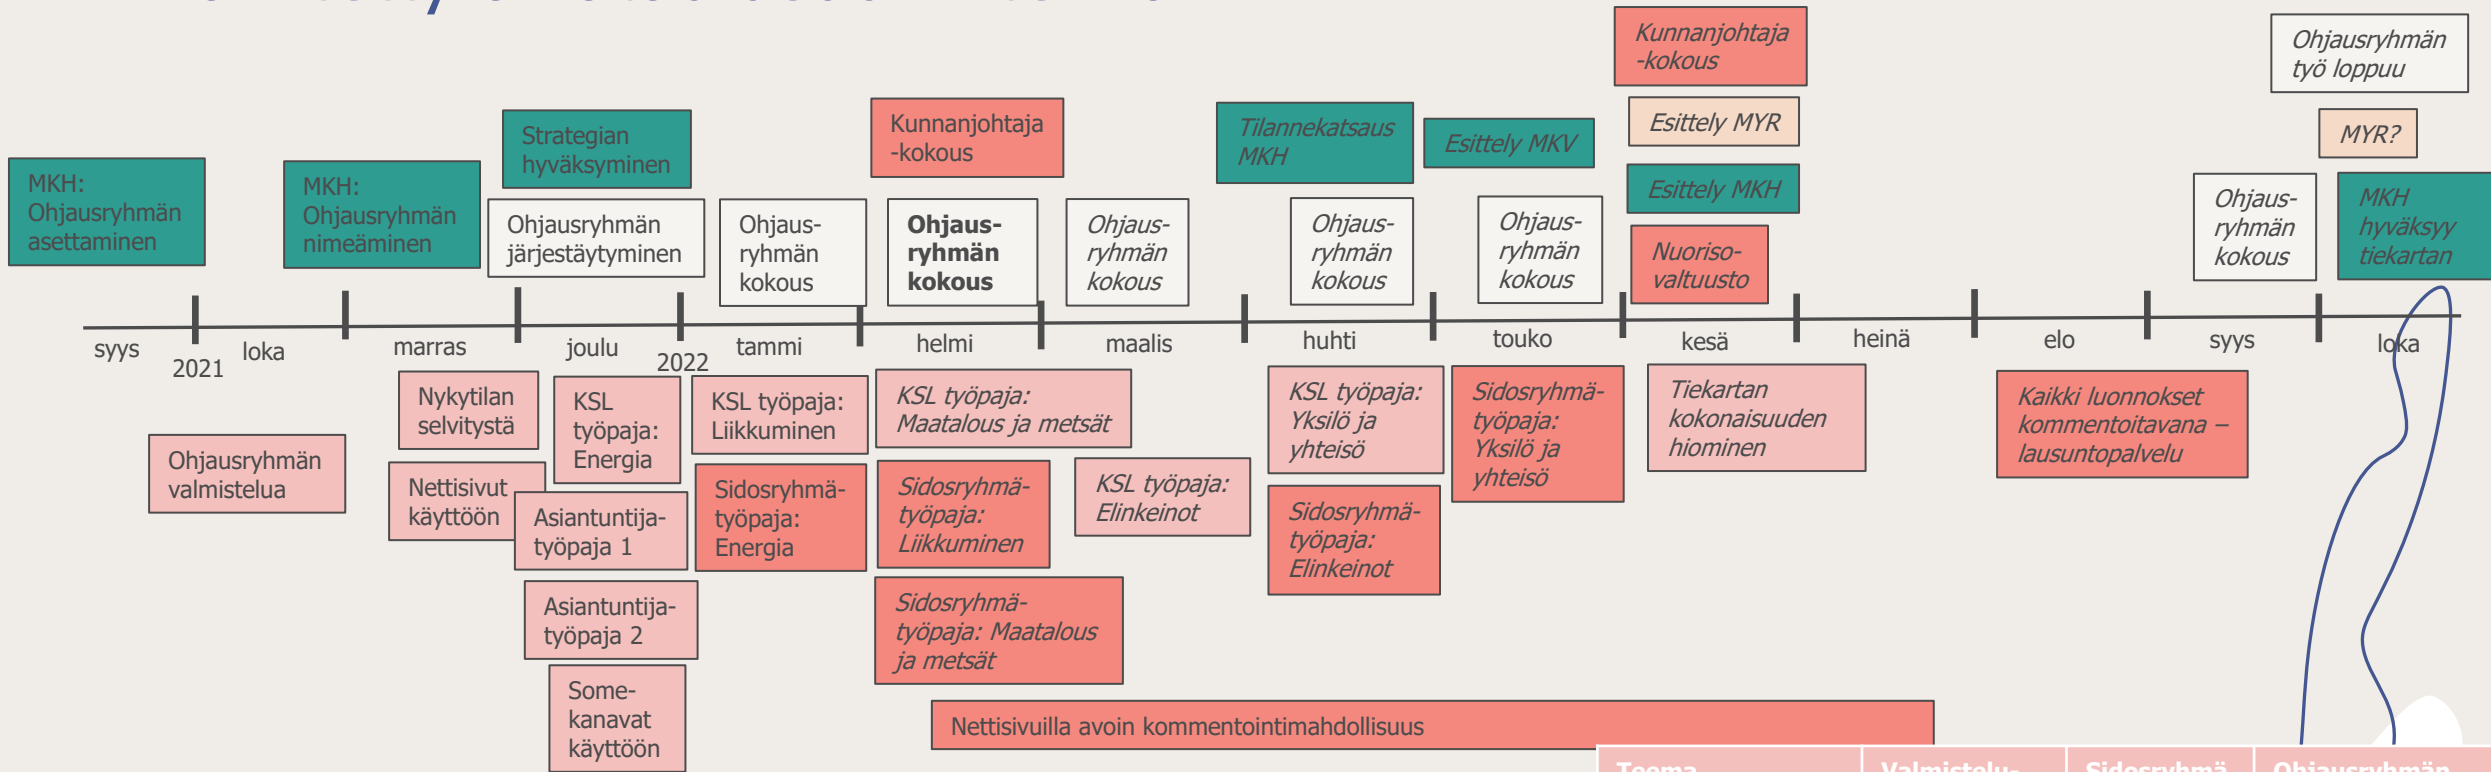 Kunnanjohtaja
-kokous
Ohjausryhmän
työ loppuu
Strategian
hyväksyminen
Kunnanjohtaja
-kokous
Tilannekatsaus
MKH
Esittely MKV
Esittely MYR
MYR?
MKH:
Ohjausryhmän
asettaminen
MKH:
Ohjausryhmän
nimeäminen
Ohjausryhmän
järjestäytyminen
Ohjaus-
ryhmän
kokous
Ohjaus-
ryhmän
kokous
Ohjaus-
ryhmän
kokous
Ohjaus-
ryhmän
kokous
Ohjaus-
ryhmän
kokous
Esittely MKH
Nuoriso-
valtuusto
Ohjaus-
ryhmän
kokous
MKH
hyväksyy
tiekartan
syys
2021
loka
marras
joulu
2022
tammi
helmi
maalis
huhti
touko
kesä
heinä
elo
syys
loka
Ohjausryhmän
valmistelua
Nykytilan
selvitystä
Nettisivut
käyttöön
KSL
työpaja:
Energia
Asiantuntija-
työpaja 1
Asiantuntija-
työpaja 2
Some-
kanavat
käyttöön
KSL työpaja:
Liikkuminen
Sidosryhmä-
työpaja:
Energia
KSL työpaja:
Maatalous ja metsät
Sidosryhmä-
työpaja:
Liikkuminen
Sidosryhmä-
työpaja: Maatalous
ja metsät
KSL työpaja:
Elinkeinot
KSL työpaja:
Yksilö ja
yhteisö
Sidosryhmä-
työpaja:
Elinkeinot
Sidosryhmä-
työpaja:
Yksilö ja
yhteisö
Tiekartan
kokonaisuuden
hiominen
Kaikki luonnokset
kommentoitavana –
lausuntopalvelu
Nettisivuilla avoin kommentointimahdollisuus
Teema
Valmistelu-
Sidosryhmä
Ohjausryhmän